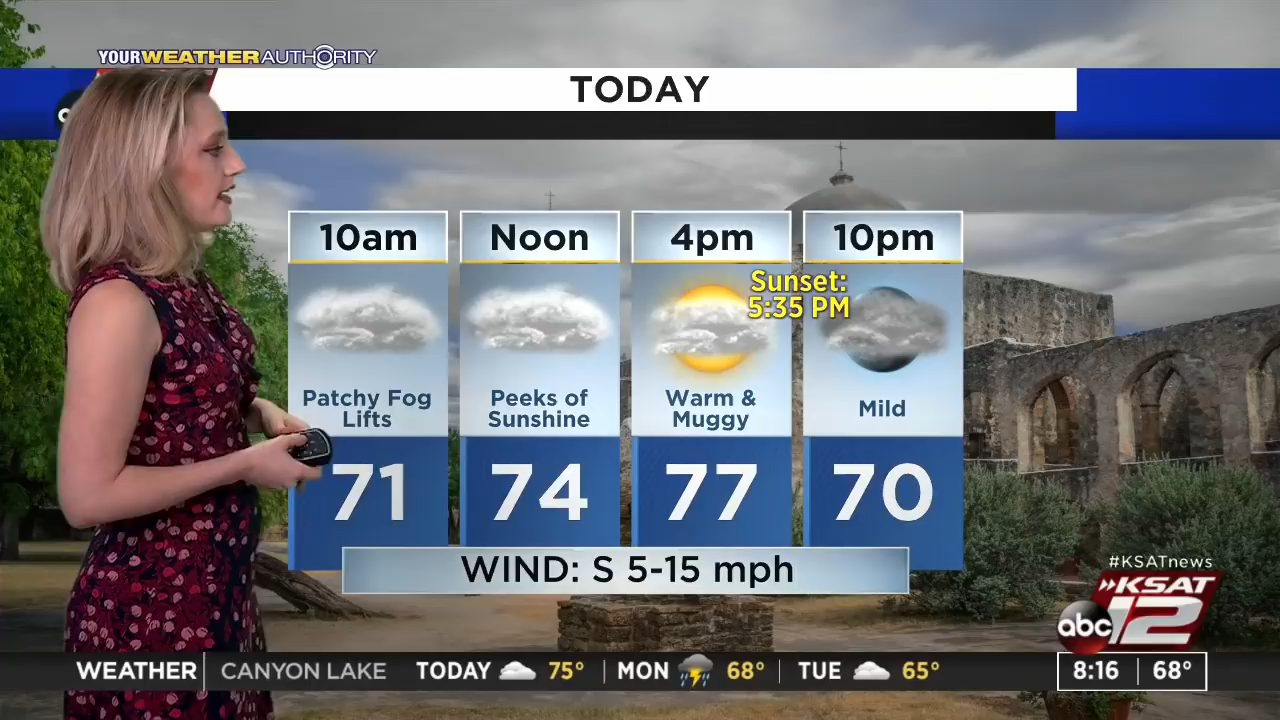 YOURWEATHERAUTHORITY
TODAY
10am
Noon
4pm
10pm
Sunset:
5:35 PM
Patchy Fog
Lifts
Peeks of
Sunshine
Warm &
Muggy
Mild
71
74
77
70
WIND: S 5-15 mph
#KSATnews
KSAT
abc 12
WEATHER CANYON LAKE TODAY 75° MON 68° TUE 65° 8:16 68°